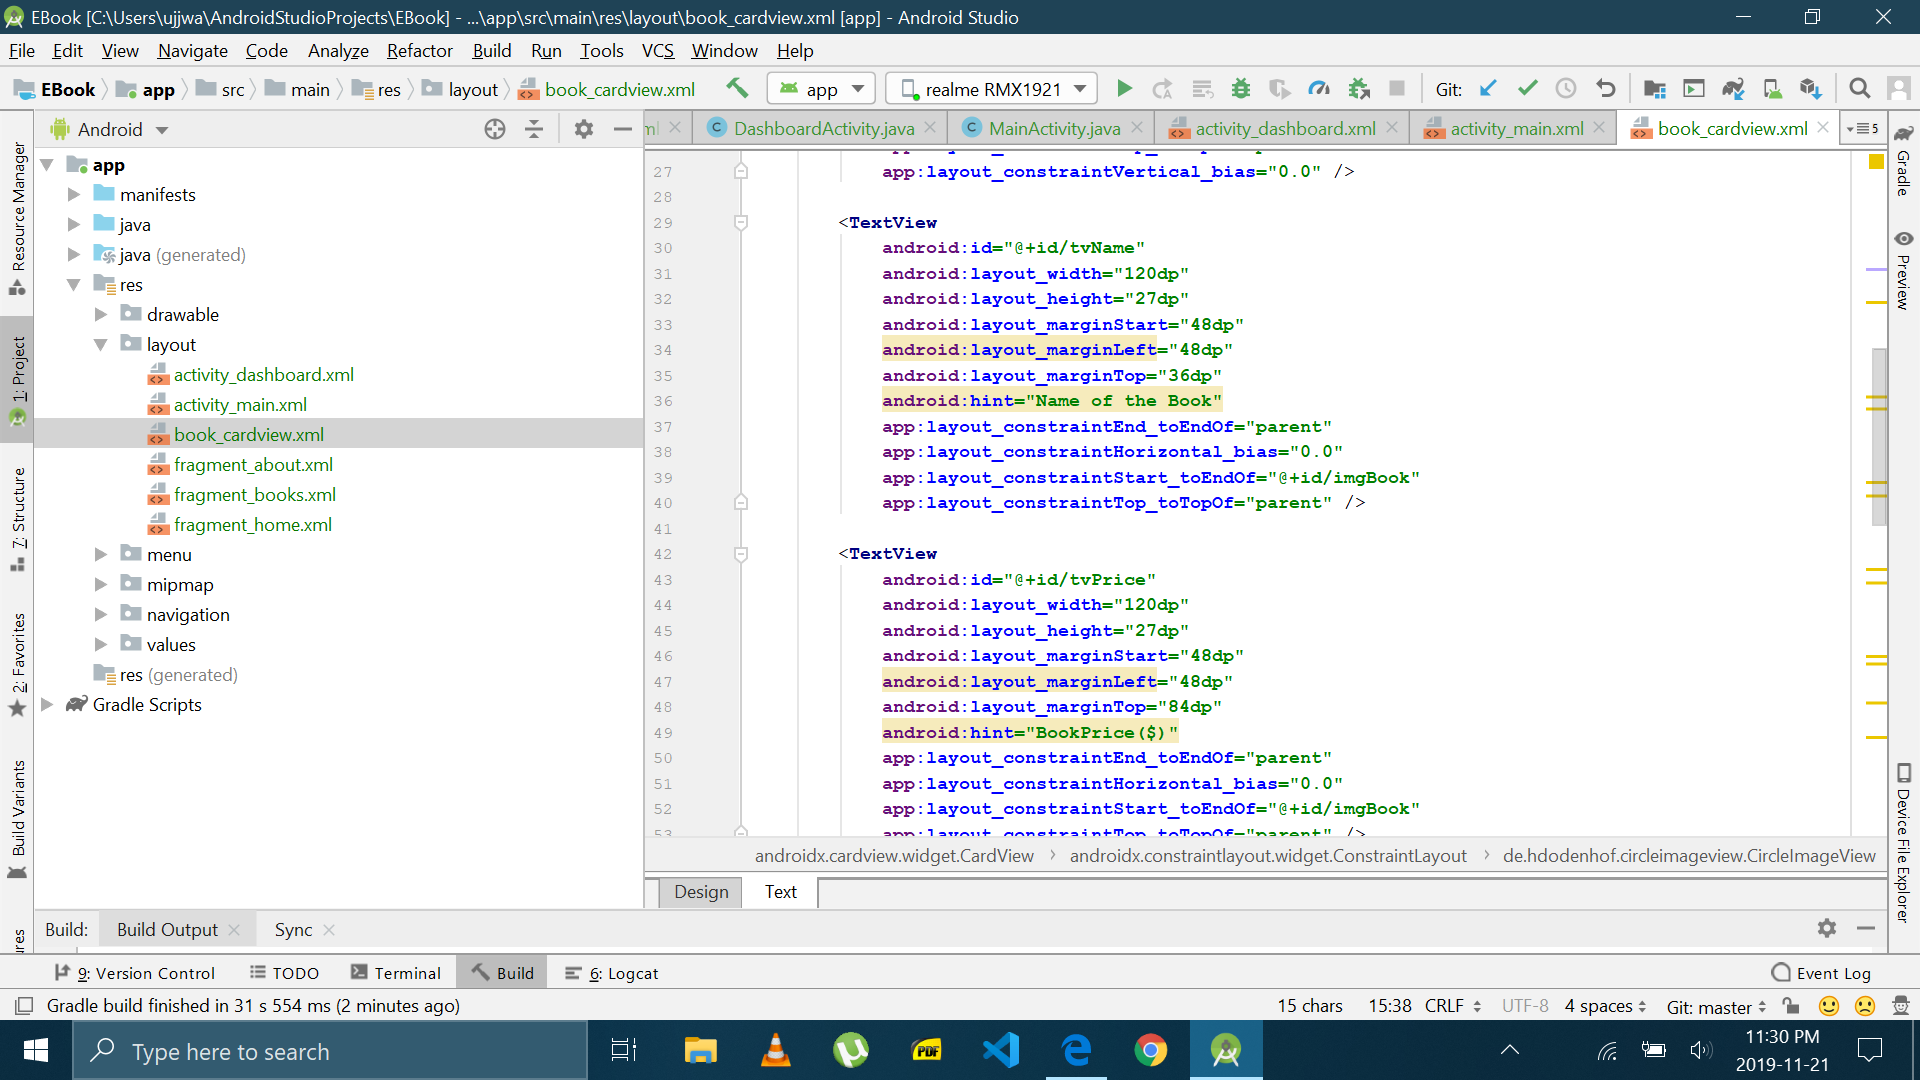 EBook [C:\Users\ujjwa\AndroidStudioProjects\EBook] - ...\app\src\main\res\layout\book_cardview.xml [app] - Android Studio
File Edit View Navigate Code Analyze Refactor Build Run Tools VCS Window Help
EBook app src main res layout book_cardview.xml app realme RMX1921 Git:
Android
ml DashboardActivity.java MainActivity.java activity_dashboard.xml activity_main.xml book_cardview.xml 5
app
manifests
java
java (generated)
res
drawable
layout
activity_dashboard.xml
activity_main.xml
book_cardview.xml
fragment_about.xml
fragment_books.xml
fragment_home.xml
menu
mipmap
navigation
values
res (generated)
Gradle Scripts
Resource Manager
1: Project
7: Structure
2: Favorites
Build Variants
ures
27 app:layout_constraintVertical_bias="0.0" />
28
29 <TextView
30 android:id="@+id/tvName"
31 android:layout_width="120dp"
32 android:layout_height="27dp"
33 android:layout_marginStart="48dp"
34 android:layout_marginLeft="48dp"
35 android:layout_marginTop="36dp"
36 android:hint="Name of the Book"
37 app:layout_constraintEnd_toEndOf="parent"
38 app:layout_constraintHorizontal_bias="0.0"
39 app:layout_constraintStart_toEndOf="@+id/imgBook"
40 app:layout_constraintTop_toTopOf="parent" />
41
42 <TextView
43 android:id="@+id/tvPrice"
44 android:layout_width="120dp"
45 android:layout_height="27dp"
46 android:layout_marginStart="48dp"
47 android:layout_marginLeft="48dp"
48 android:layout_marginTop="84dp"
49 android:hint="BookPrice($)"
50 app:layout_constraintEnd_toEndOf="parent"
51 app:layout_constraintHorizontal_bias="0.0"
52 app:layout_constraintStart_toEndOf="@+id/imgBook"
53 app:layout_constraintTop_toTopOf="parent" />
androidx.cardview.widget.CardView androidx.constraintlayout.widget.ConstraintLayout de.hdodenhof.circleimageview.CircleImageView
Design Text
Gradle
Preview
Device File Explorer
Build: Build Output Sync
9: Version Control TODO Terminal Build 6: Logcat Event Log
Gradle build finished in 31 s 554 ms (2 minutes ago) 15 chars 15:38 CRLF UTF-8 4 spaces Git: master
Type here to search
PDF
11:30 PM
2019-11-21